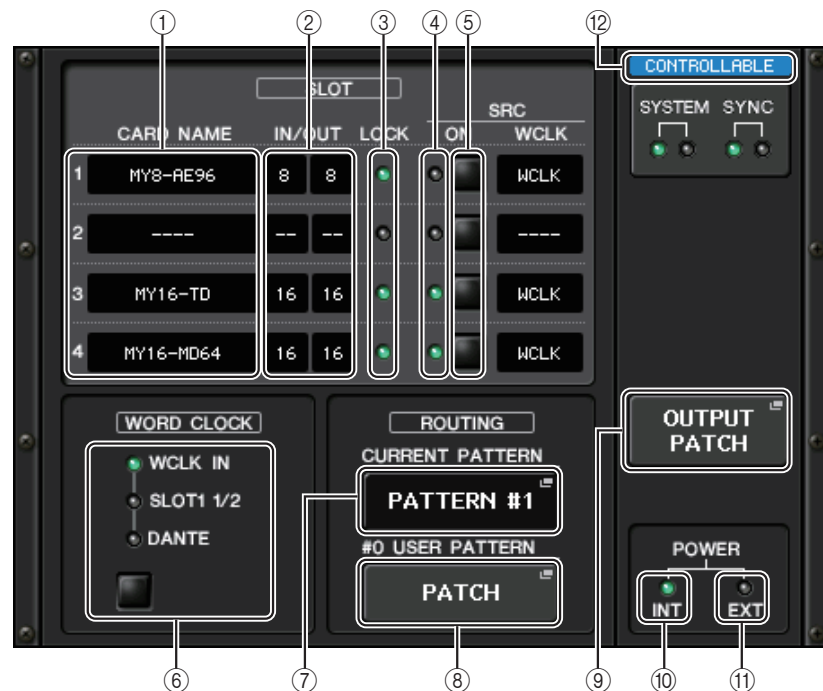 ① ② ③ ④ ⑤ ⑫
CONTROLLABLE
SLOT
SRC
SYSTEM SYNC
CARD NAME IN/OUT LOCK ON WCLK
1 MY8-AE96 8 8 WCLK
2 ---- -- -- ----
3 MY16-TD 16 16 WCLK
4 MY16-MD64 16 16 WCLK
WORD CLOCK
WCLK IN
SLOT1 1/2
DANTE
ROUTING
CURRENT PATTERN
PATTERN #1
#0 USER PATTERN
PATCH
OUTPUT
PATCH
POWER
INT EXT
⑥ ⑦ ⑧ ⑨ ⑩ ⑪